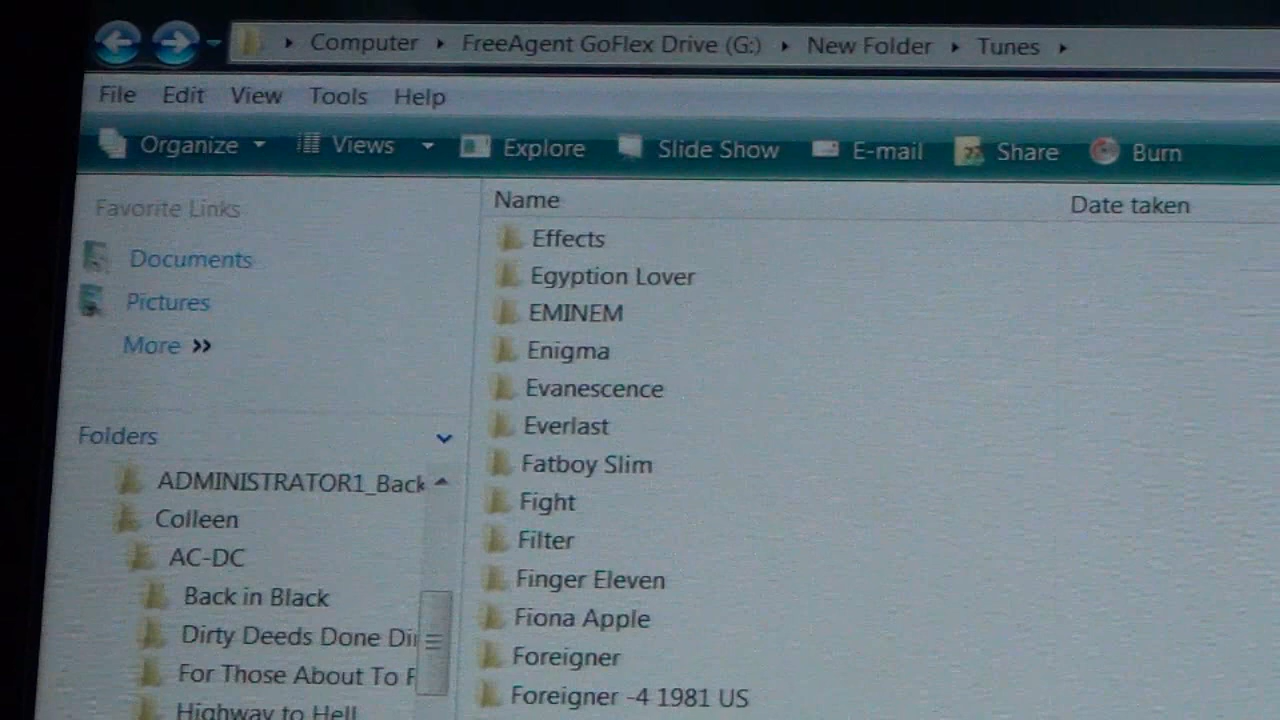 Computer FreeAgent GoFlex Drive (G:) New Folder Tunes
File Edit View Tools Help
Organize Views Explore Slide Show E-mail Share Burn
Favorite Links
Documents
Pictures
More >>
Folders
ADMINISTRATOR1_Back
Colleen
AC-DC
Back in Black
Dirty Deeds Done Dir
For Those About To R
Highway to Hell
Name Date taken
Effects
Egyption Lover
EMINEM
Enigma
Evanescence
Everlast
Fatboy Slim
Fight
Filter
Finger Eleven
Fiona Apple
Foreigner
Foreigner -4 1981 US